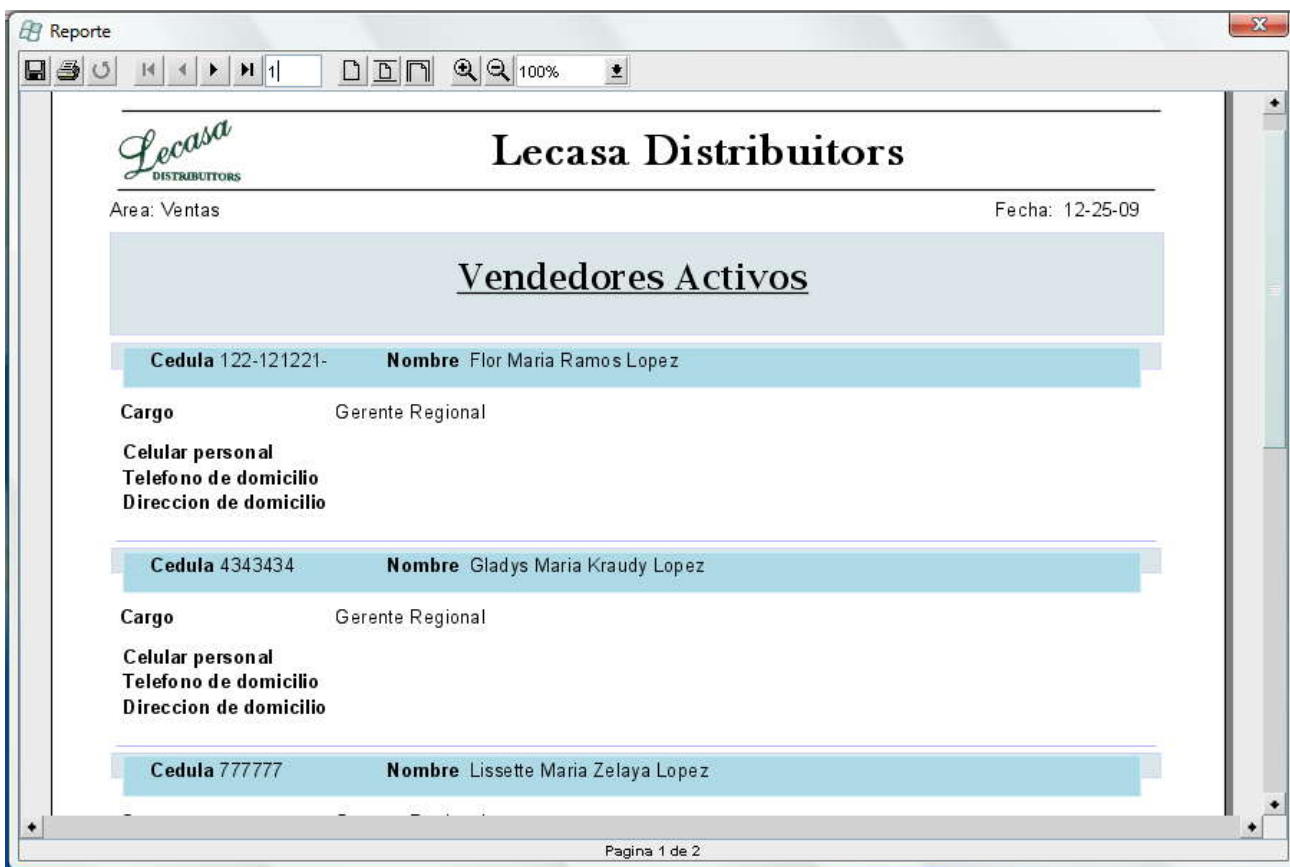 Reporte
1
100%
Lecasa
DISTRIBUITORS
Lecasa Distribuitors
Area: Ventas
Fecha: 12-25-09
Vendedores Activos
Cedula 122-121221- Nombre Flor Maria Ramos Lopez
Cargo Gerente Regional
Celular personal
Telefono de domicilio
Direccion de domicilio
Cedula 4343434 Nombre Gladys Maria Kraudy Lopez
Cargo Gerente Regional
Celular personal
Telefono de domicilio
Direccion de domicilio
Cedula 777777 Nombre Lissette Maria Zelaya Lopez
Pagina 1 de 2